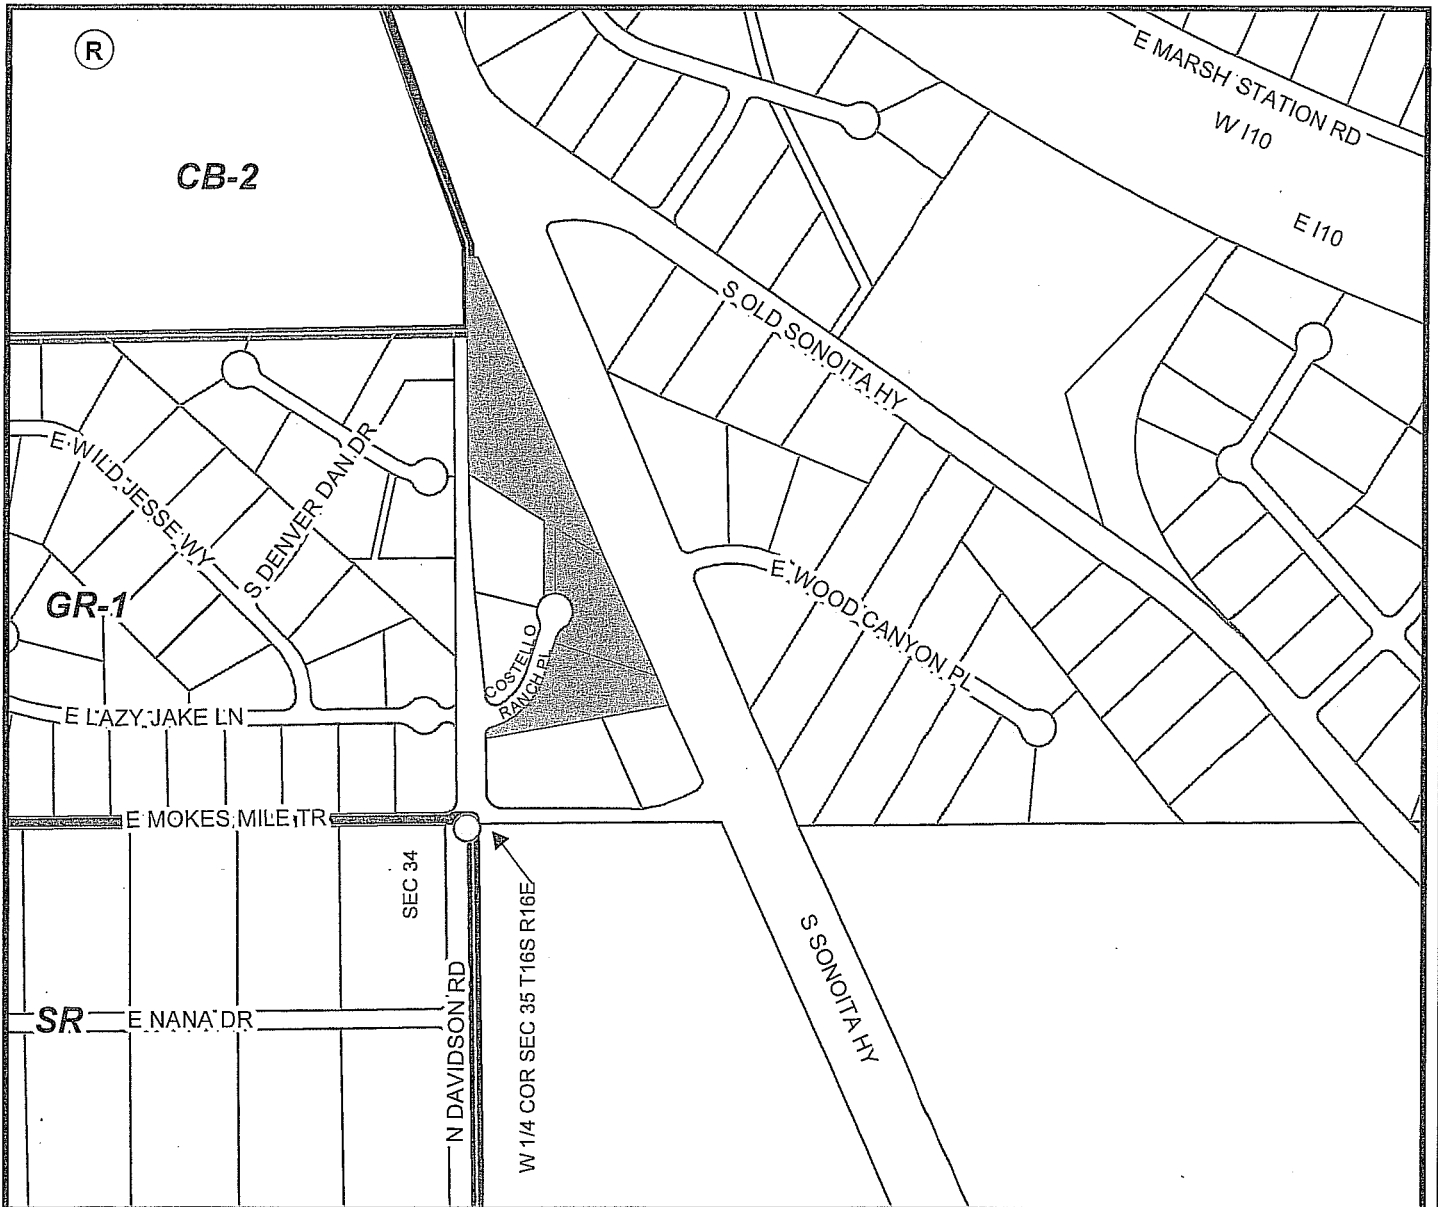 R
E MARSH STATION RD
W I10
CB-2
E I10
S OLD SONOITA HY
E WILD JESSE WY
S DENVER DAN DR
E WOOD CANYON PL
GR-1
COSTELLO
RANCH PL
E LAZY JAKE LN
E MOKES MILE TR
SEC 34
W 1/4 COR SEC 35 T16S R16E
S SONOITA HY
SR
E NANA DR
N DAVIDSON RD